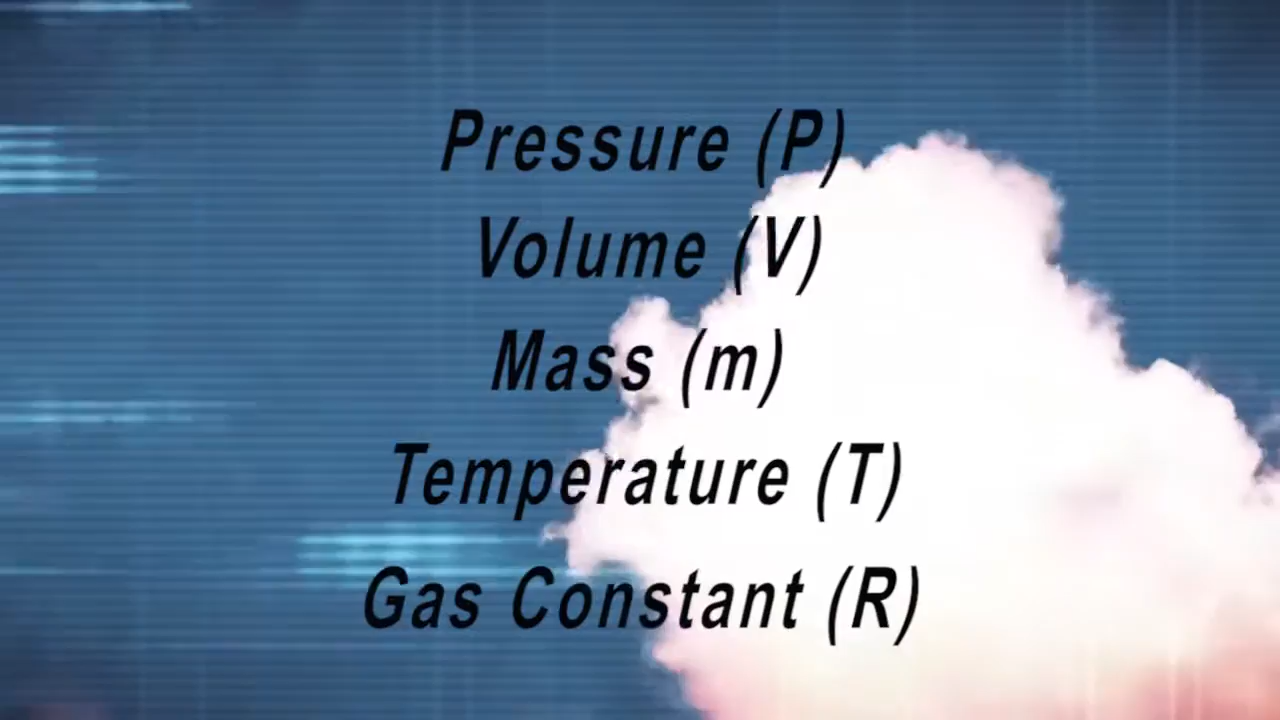 Pressure (P)
Volume (V)
Mass (m)
Temperature (T)
Gas Constant (R)